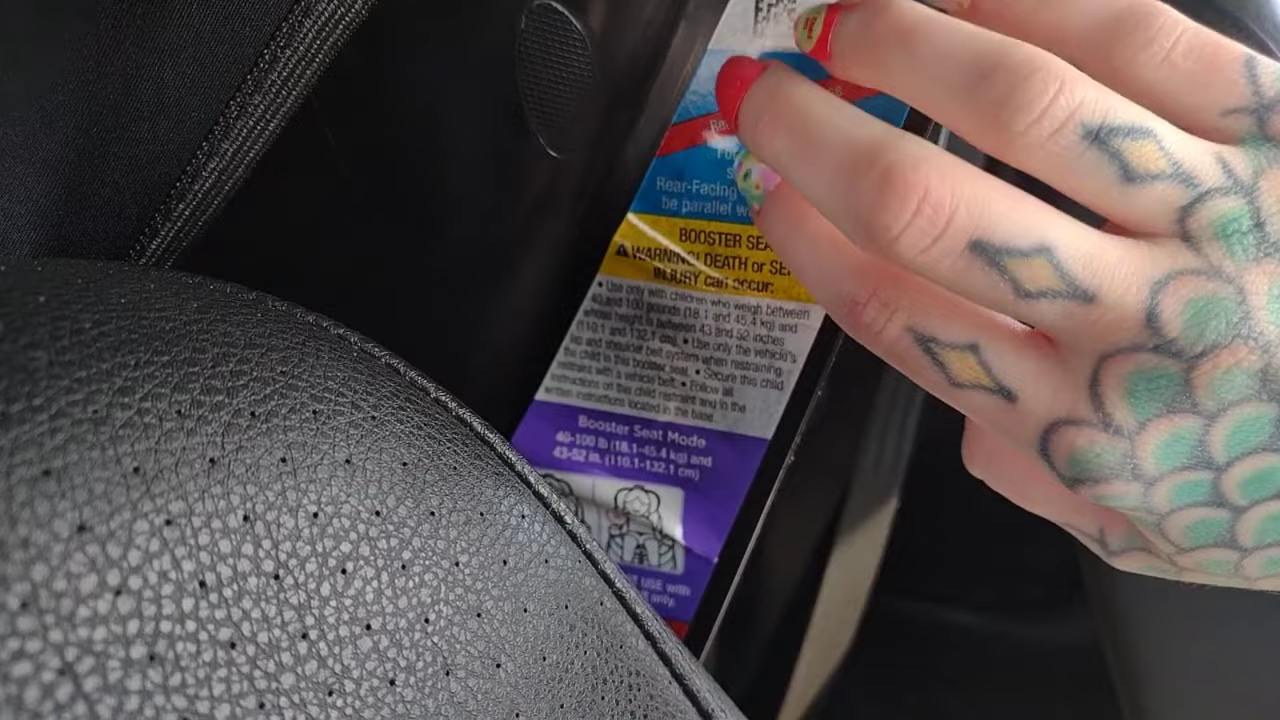 Rear-Facing
be parallel
BOOSTER
WARNING! DEATH or
INJURY can occur:
• Use only with children who weigh between
40 and 100 pounds (18.1 and 45.4 kg) and
whose height is between 43 and 52 inches
(110.1 and 132.1 cm). • Use only the vehicle's
lap and shoulder belt system when restraining
the child in this booster seat. • Secure this child
restraint with a vehicle belt. • Follow all
instructions on this child restraint and in the
written instructions located in the base.
Booster Seat Mode
40-100 lb (18.1-45.4 kg) and
43-52 in. (110.1-132.1 cm)
USE with
only.